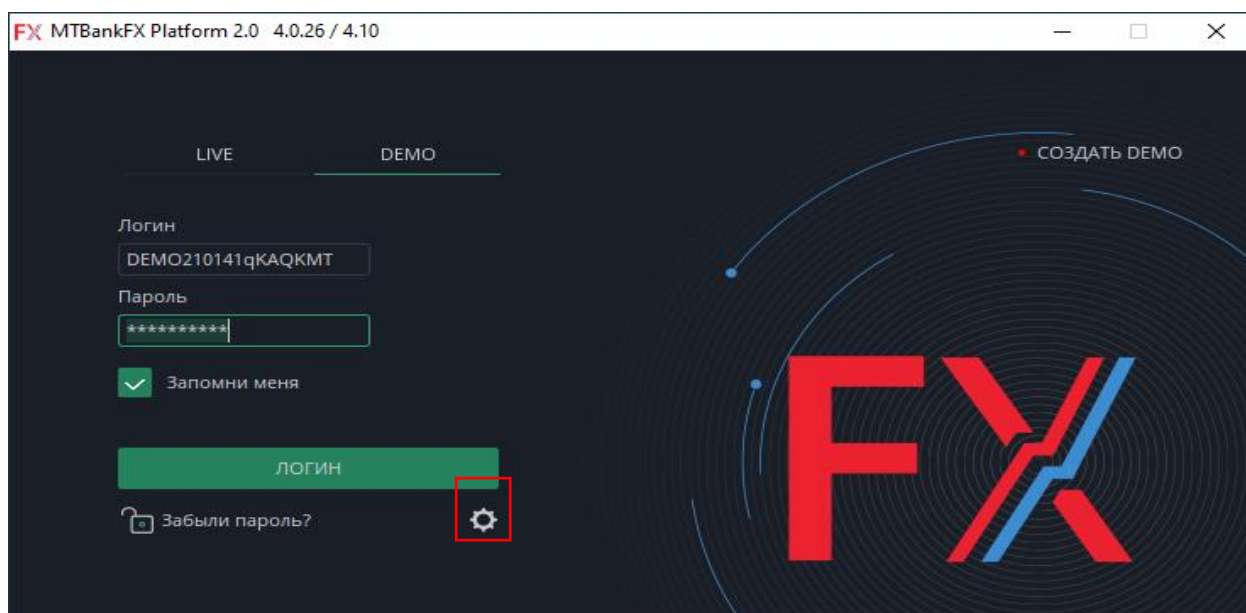 FX MTBankFX Platform 2.0 4.0.26 / 4.10
LIVE DEMO
СОЗДАТЬ DEMO
Логин
DEMO210141qKAQKMT
Пароль
**********
Запомни меня
ЛОГИН
Забыли пароль?
FX